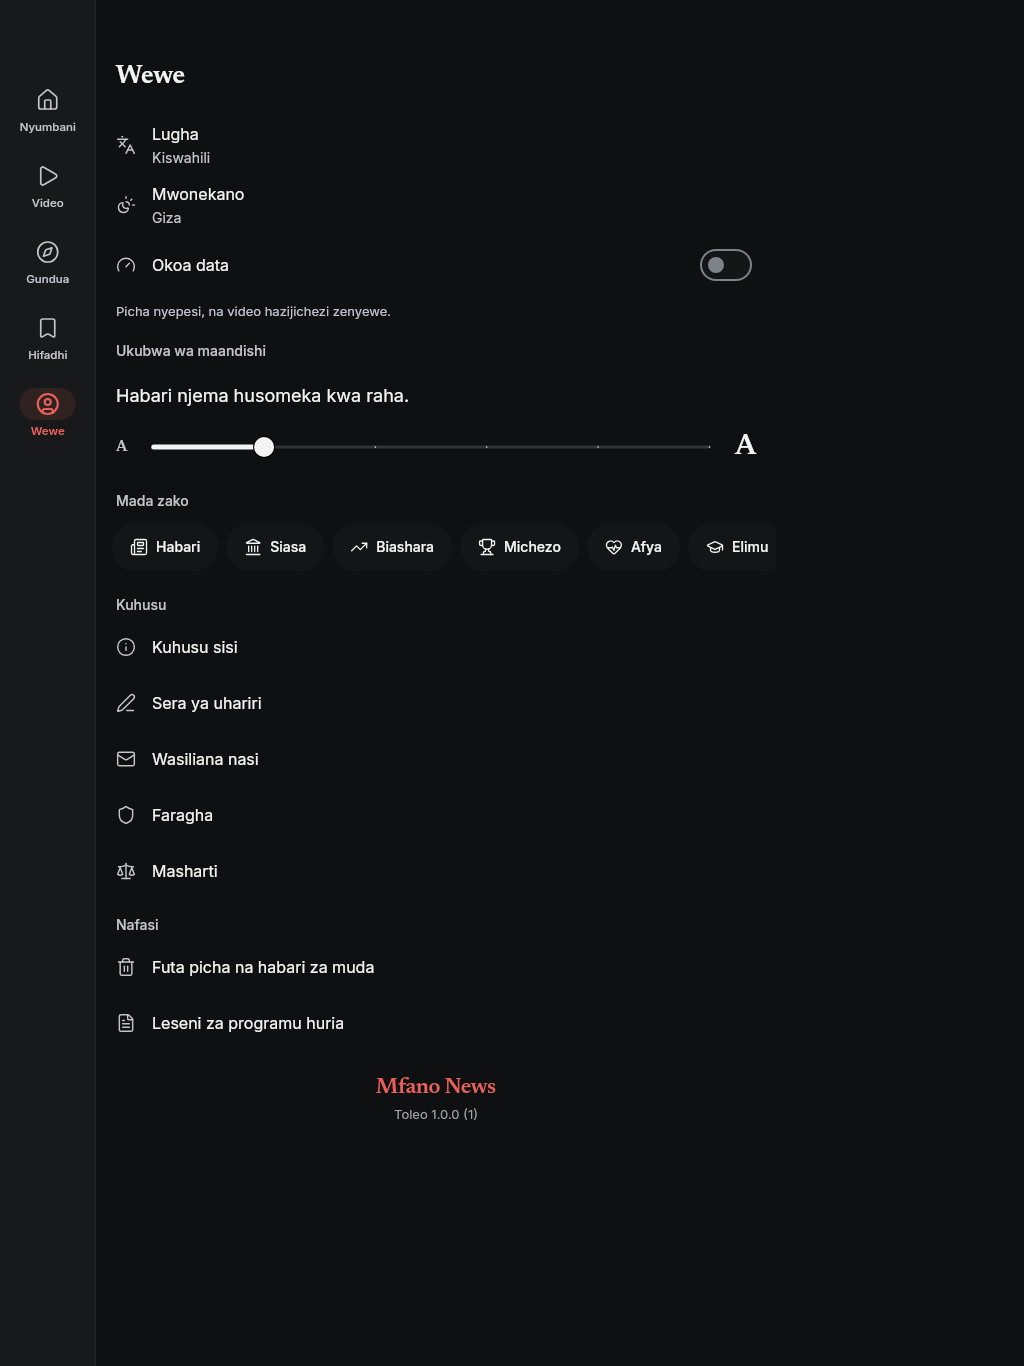 Wewe
Nyumbani
Video
Gundua
Hifadhi
Wewe
Lugha
Kiswahili
Mwonekano
Giza
Okoa data
Picha nyepesi, na video hazijichezi zenyewe.
Ukubwa wa maandishi
Habari njema husomeka kwa raha.
A A
Mada zako
Habari Siasa Biashara Michezo Afya Elimu
Kuhusu
Kuhusu sisi
Sera ya uhariri
Wasiliana nasi
Faragha
Masharti
Nafasi
Futa picha na habari za muda
Leseni za programu huria
Mfano News
Toleo 1.0.0 (1)